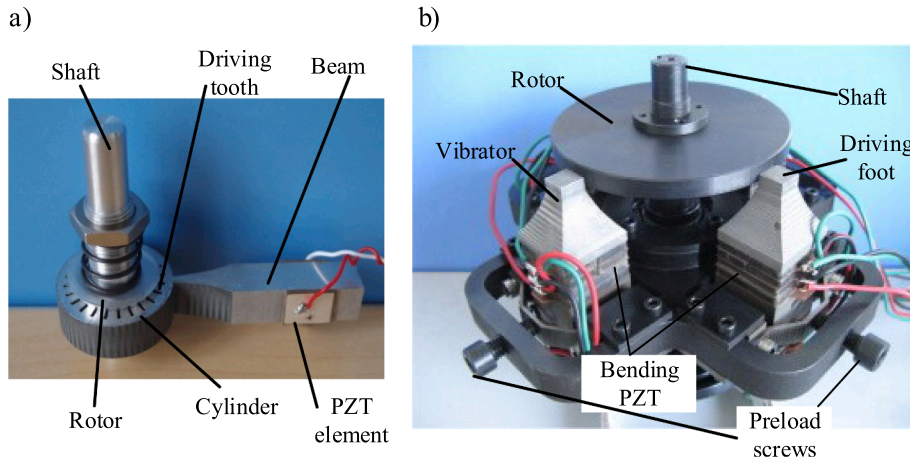 a)
Shaft
Driving
tooth
Beam
Rotor
Cylinder
PZT
element
b)
Rotor
Shaft
Vibrator
Driving
foot
Bending
PZT
Preload
screws